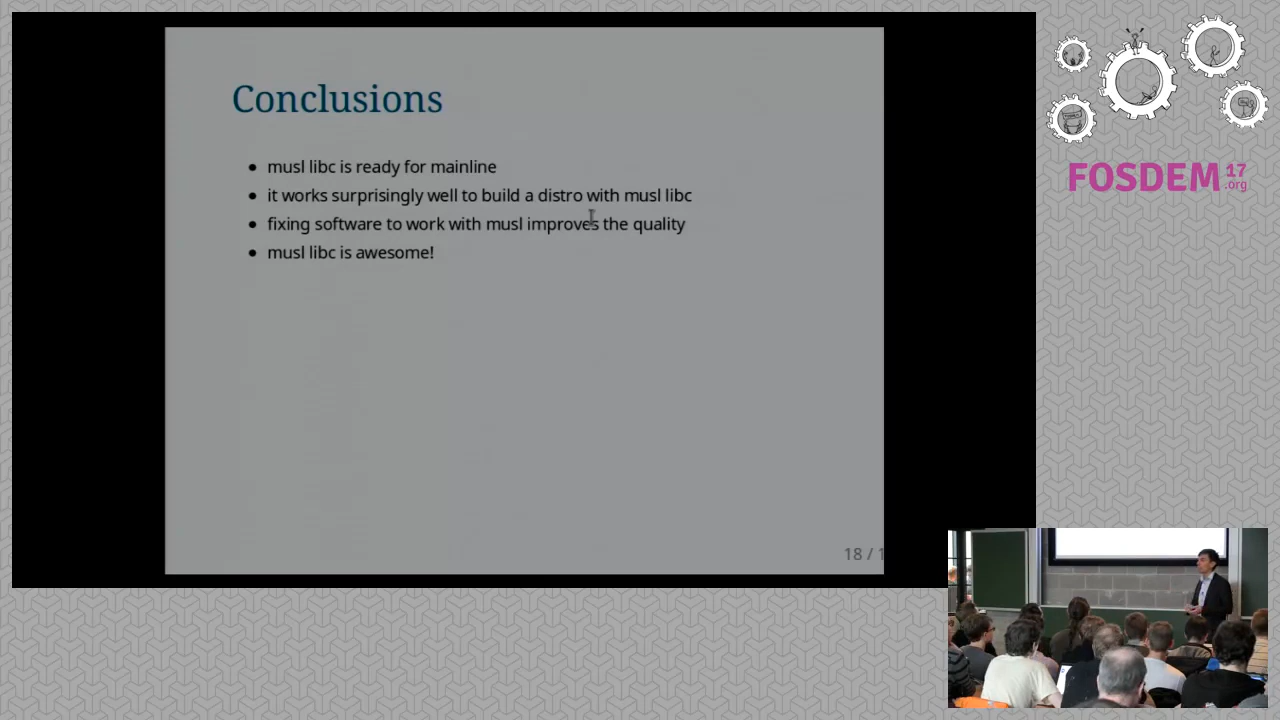 Conclusions
musl libc is ready for mainline
it works surprisingly well to build a distro with musl libc
fixing software to work with musl improves the quality
musl libc is awesome!
18 / 1
FOSDEM 17
.org